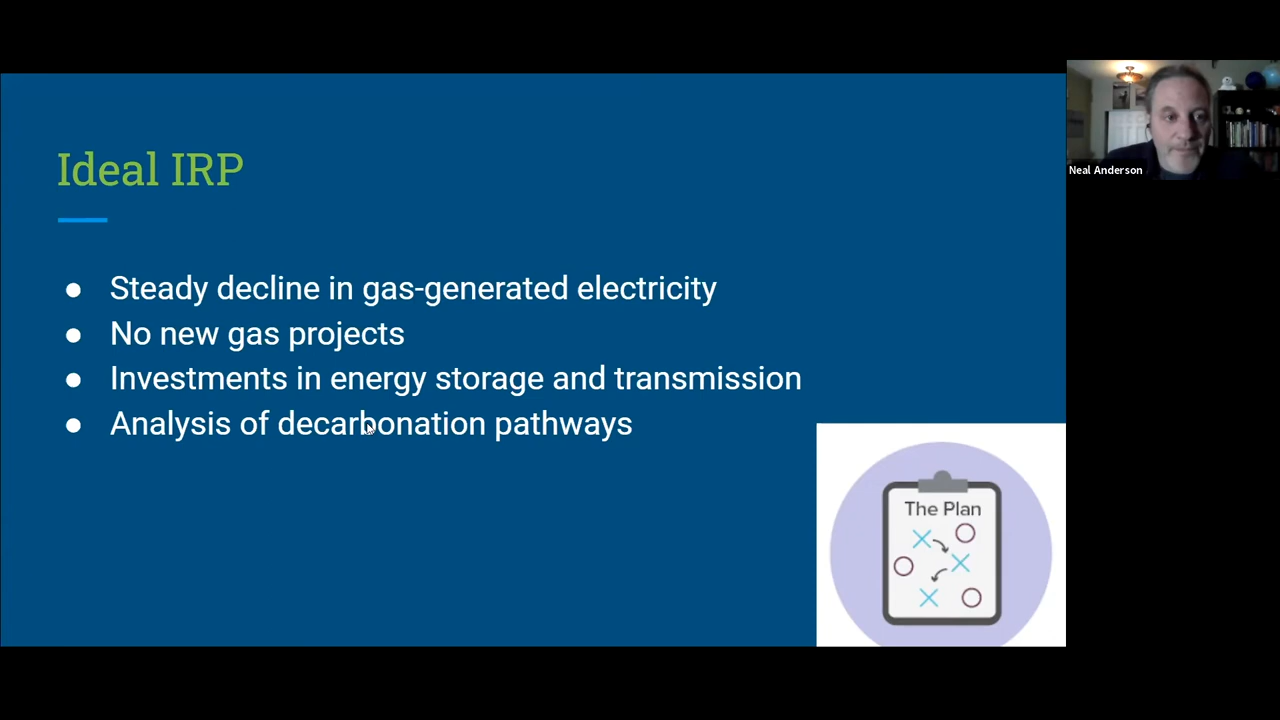 Ideal IRP
● Steady decline in gas-generated electricity
● No new gas projects
● Investments in energy storage and transmission
● Analysis of decarbonation pathways
The Plan
Neal Anderson